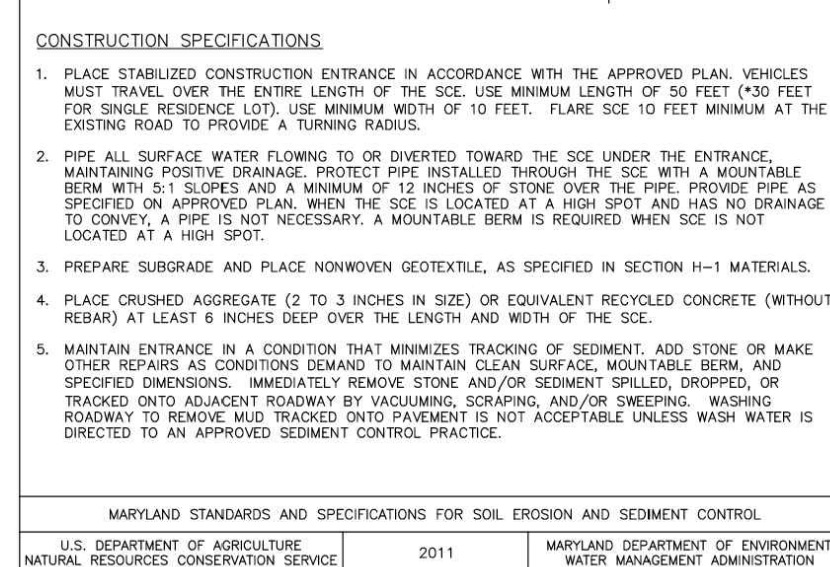 CONSTRUCTION SPECIFICATIONS
1. PLACE STABILIZED CONSTRUCTION ENTRANCE IN ACCORDANCE WITH THE APPROVED PLAN. VEHICLES
MUST TRAVEL OVER THE ENTIRE LENGTH OF THE SCE. USE MINIMUM LENGTH OF 50 FEET (*30 FEET
FOR SINGLE RESIDENCE LOT). USE MINIMUM WIDTH OF 10 FEET. FLARE SCE 10 FEET MINIMUM AT THE
EXISTING ROAD TO PROVIDE A TURNING RADIUS.
2. PIPE ALL SURFACE WATER FLOWING TO OR DIVERTED TOWARD THE SCE UNDER THE ENTRANCE,
MAINTAINING POSITIVE DRAINAGE. PROTECT PIPE INSTALLED THROUGH THE SCE WITH A MOUNTABLE
BERM WITH 5:1 SLOPES AND A MINIMUM OF 12 INCHES OF STONE OVER THE PIPE. PROVIDE PIPE AS
SPECIFIED ON APPROVED PLAN. WHEN THE SCE IS LOCATED AT A HIGH SPOT AND HAS NO DRAINAGE
TO CONVEY, A PIPE IS NOT NECESSARY. A MOUNTABLE BERM IS REQUIRED WHEN SCE IS NOT
LOCATED AT A HIGH SPOT.
3. PREPARE SUBGRADE AND PLACE NONWOVEN GEOTEXTILE, AS SPECIFIED IN SECTION H-1 MATERIALS.
4. PLACE CRUSHED AGGREGATE (2 TO 3 INCHES IN SIZE) OR EQUIVALENT RECYCLED CONCRETE (WITHOUT
REBAR) AT LEAST 6 INCHES DEEP OVER THE LENGTH AND WIDTH OF THE SCE.
5. MAINTAIN ENTRANCE IN A CONDITION THAT MINIMIZES TRACKING OF SEDIMENT. ADD STONE OR MAKE
OTHER REPAIRS AS CONDITIONS DEMAND TO MAINTAIN CLEAN SURFACE, MOUNTABLE BERM, AND
SPECIFIED DIMENSIONS. IMMEDIATELY REMOVE STONE AND/OR SEDIMENT SPILLED, DROPPED, OR
TRACKED ONTO ADJACENT ROADWAY BY VACUUMING, SCRAPING, AND/OR SWEEPING. WASHING
ROADWAY TO REMOVE MUD TRACKED ONTO PAVEMENT IS NOT ACCEPTABLE UNLESS WASH WATER IS
DIRECTED TO AN APPROVED SEDIMENT CONTROL PRACTICE.
MARYLAND STANDARDS AND SPECIFICATIONS FOR SOIL EROSION AND SEDIMENT CONTROL
U.S. DEPARTMENT OF AGRICULTURE
NATURAL RESOURCES CONSERVATION SERVICE
2011
MARYLAND DEPARTMENT OF ENVIRONMENT
WATER MANAGEMENT ADMINISTRATION